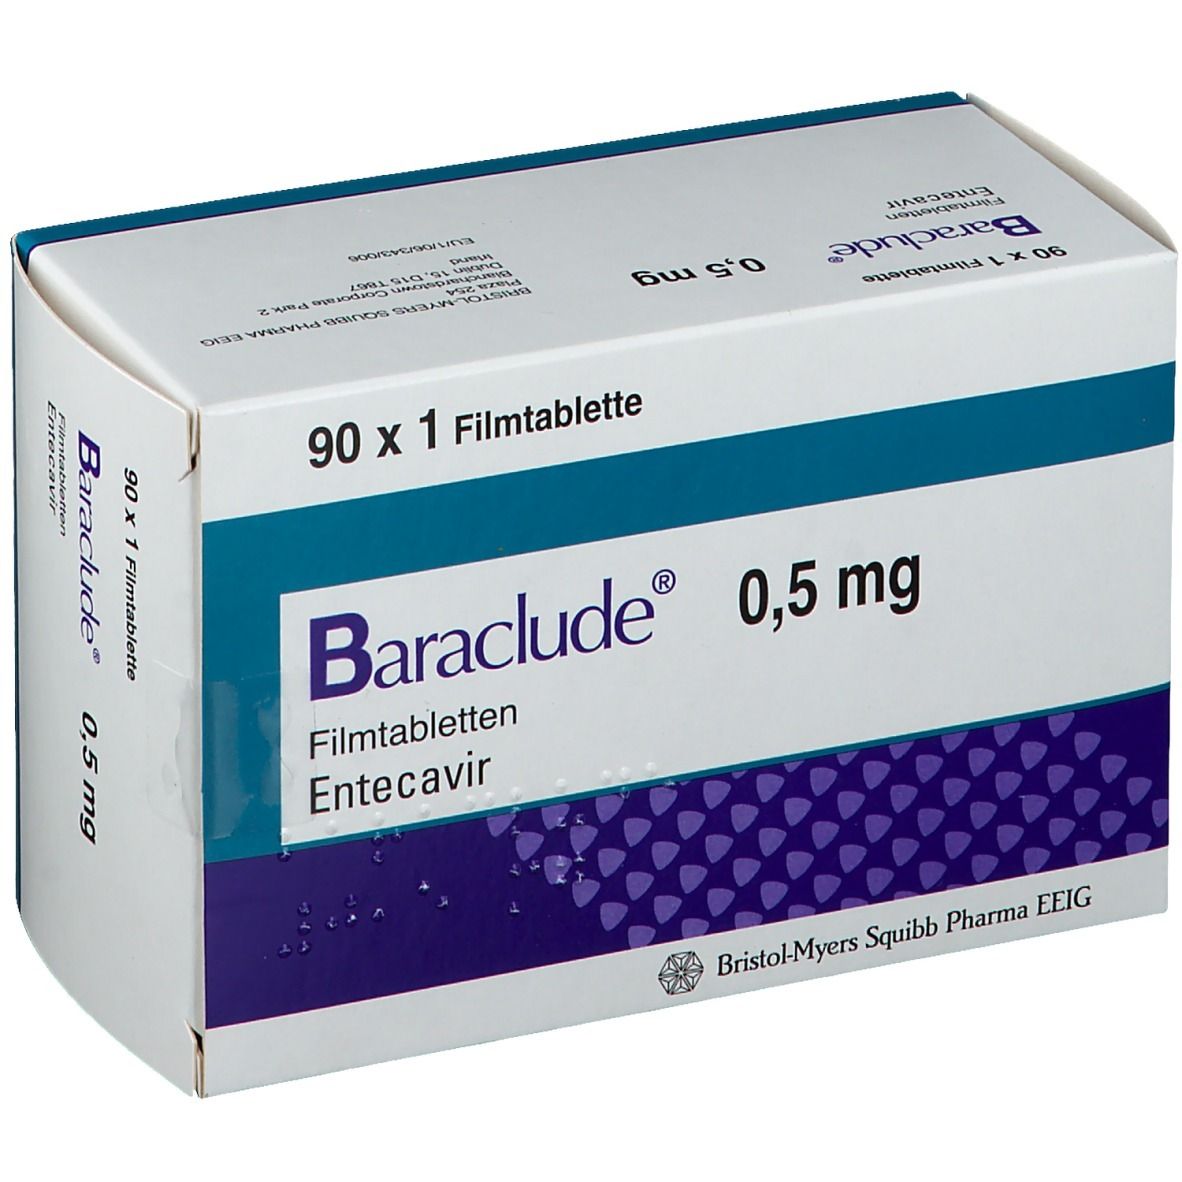 90 x 1 Filmtablette
Baraclude®
Filmtabletten
Entecavir
0,5 mg
BRISTOL-MYERS SQUIBB PHARMA EEIG
Plaza 254
Blanchardstown Corporate Park 2
Dublin 15, D15 T867
Irland
EU/1/06/343/006
90 x 1 Filmtablette
Baraclude® 0,5 mg
Filmtabletten
Entecavir
Bristol-Myers Squibb Pharma EEIG
90 x 1 Filmtablette
Baraclude® 0,5 mg
Filmtabletten
Entecavir